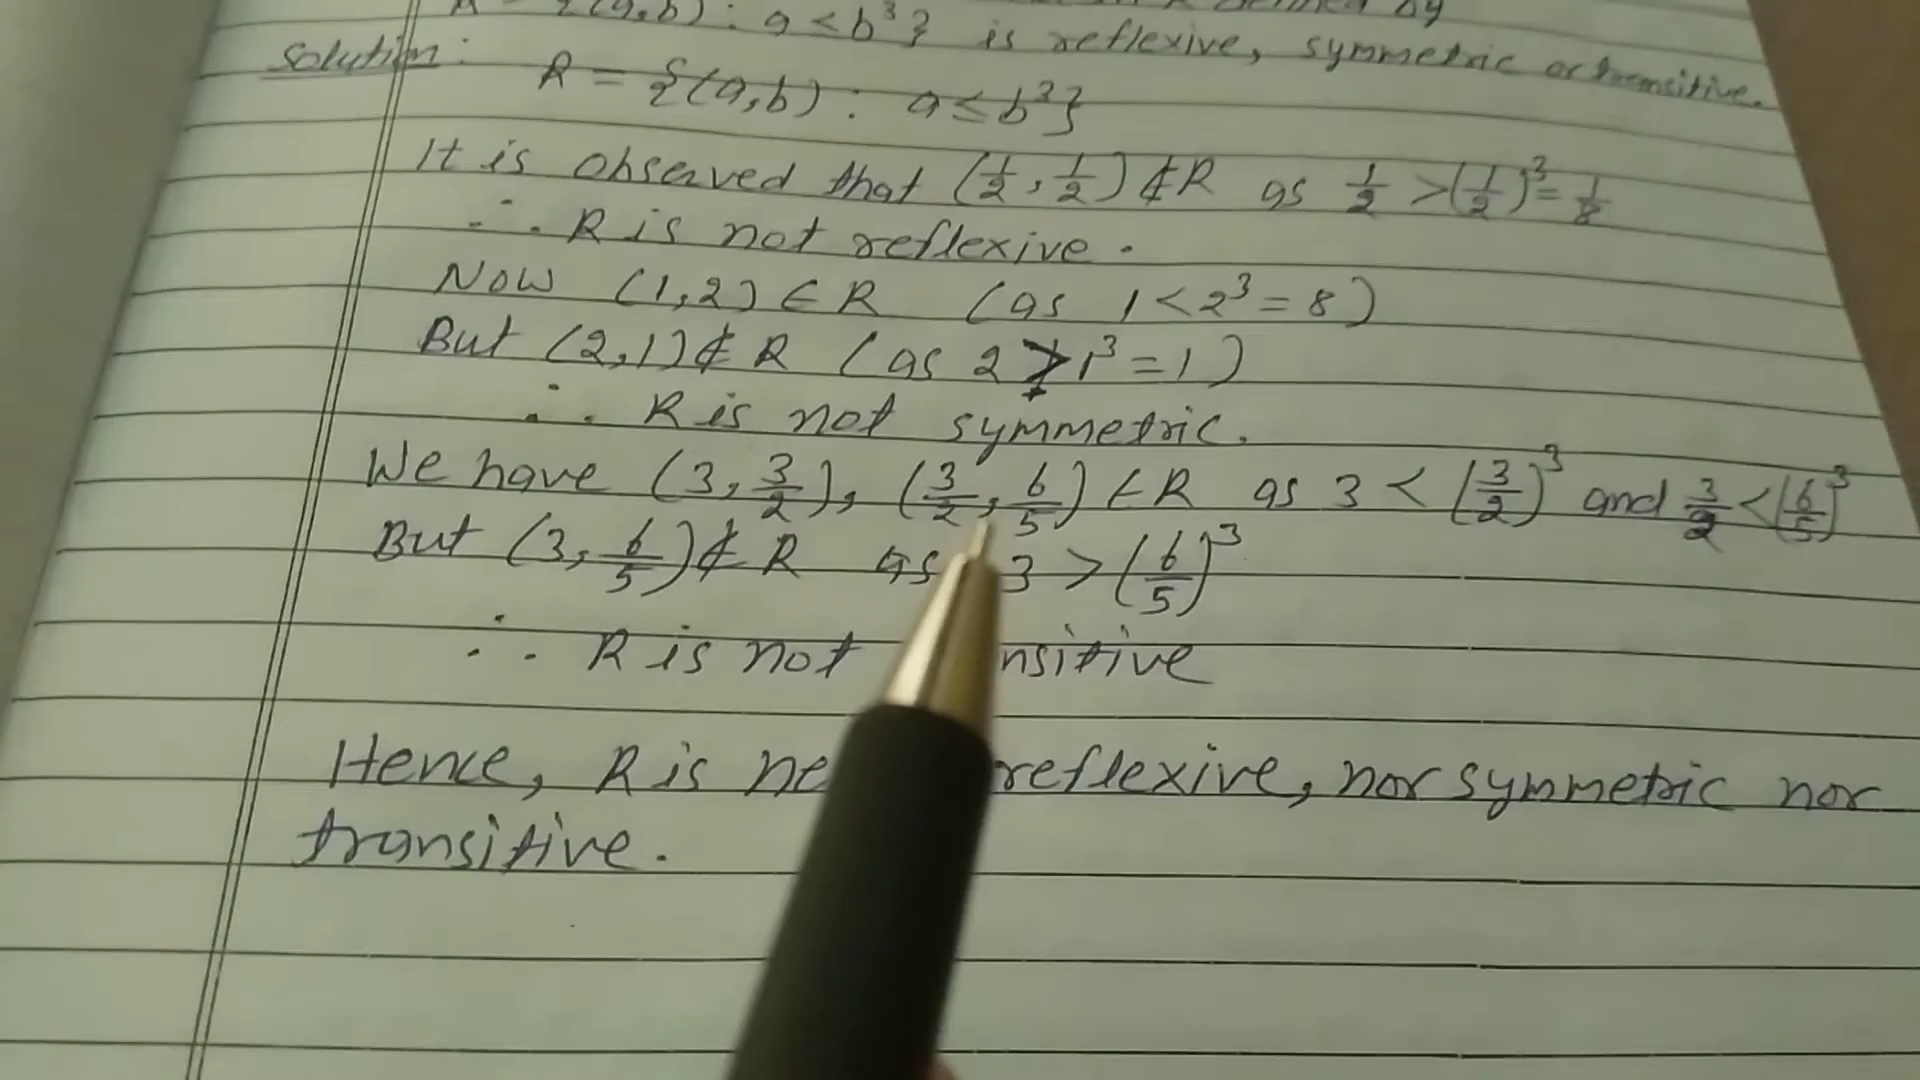 {(a,b) : a < b³} is reflexive, symmetric or transitive.
Solution:
R = {(a,b) : a ≤ b³}
It is observed that (1/2, 1/2) ∉ R as 1/2 > (1/2)³ = 1/8
∴ R is not reflexive.
Now (1,2) ∈ R (as 1 < 2³ = 8)
But (2,1) ∉ R (as 2 > 1³ = 1)
∴ R is not symmetric.
We have (3, 3/2), (3/2, 6/5) ∈ R as 3 < (3/2)³ and 3/2 < (6/5)³
But (3, 6/5) ∉ R as 3 > (6/5)³
∴ R is not nsitive
Hence, R is ne reflexive, nor symmetric nor
transitive.